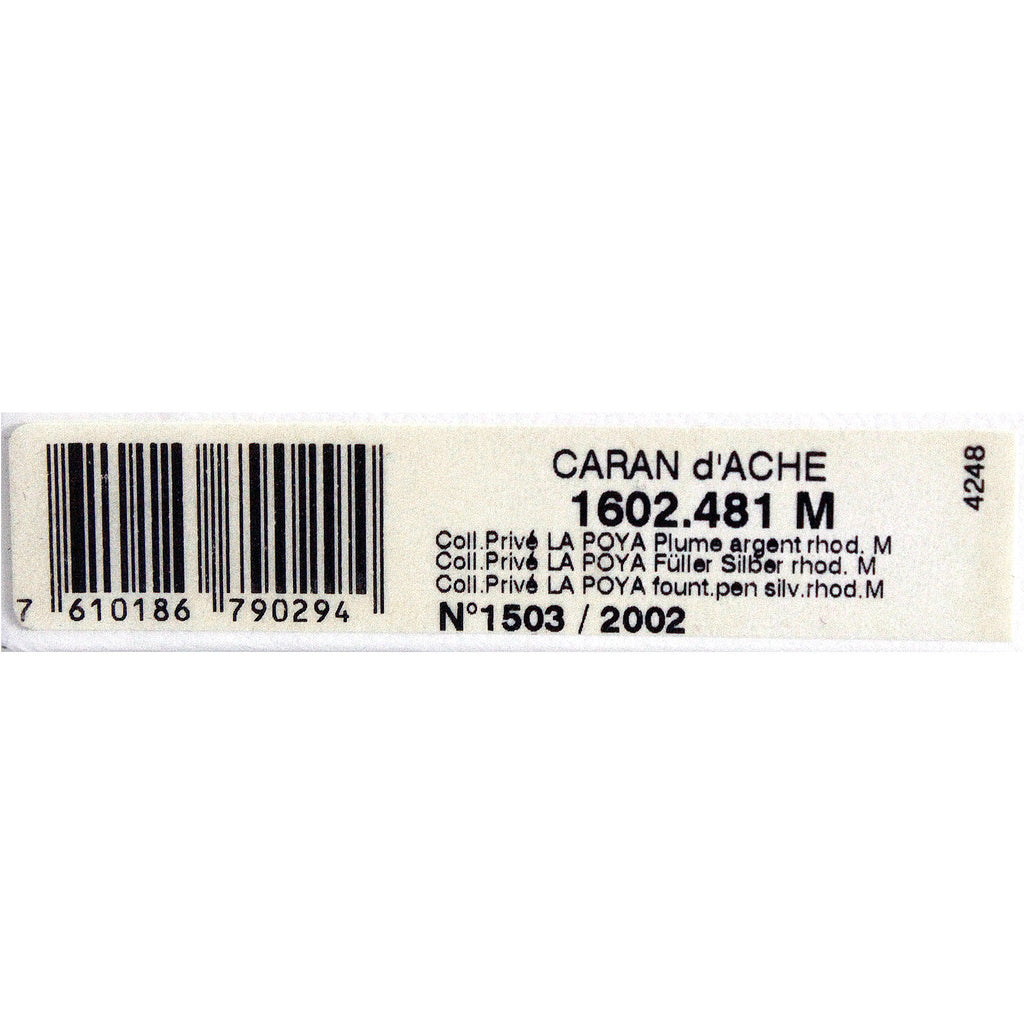 CARAN d'ACHE
1602.481 M
Coll.Privé LA POYA Plume argent rhod. M
Coll.Privé LA POYA Füller Silber rhod. M
Coll.Privé LA POYA fount.pen silv.rhod.M
N°1503 / 2002
7 610186 790294
4248